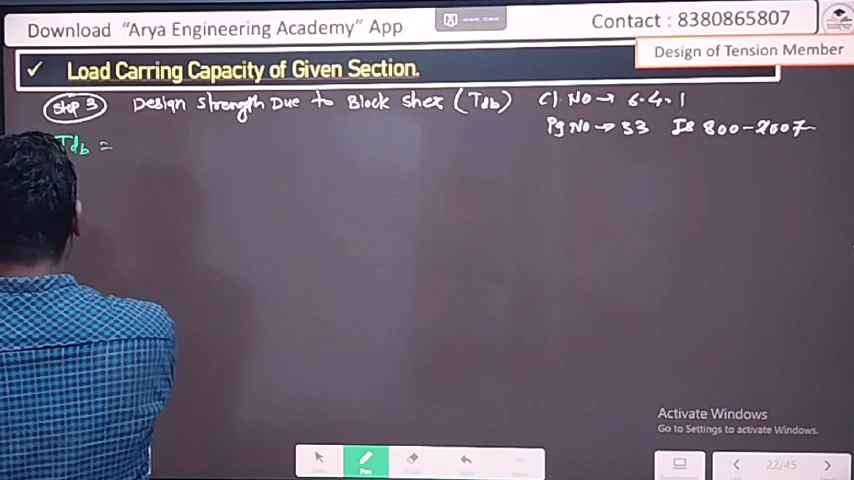 Download “Arya Engineering Academy” App
Contact : 8380865807
Design of Tension Member
✓ Load Carring Capacity of Given Section.
Step 3 Design Strength Due to Block Sher (Tdb) Cl No → 6.4.1
Pg No → 33 IS 800-2007
Tdb =
Activate Windows
Go to Settings to activate Windows.
Pen
22/45